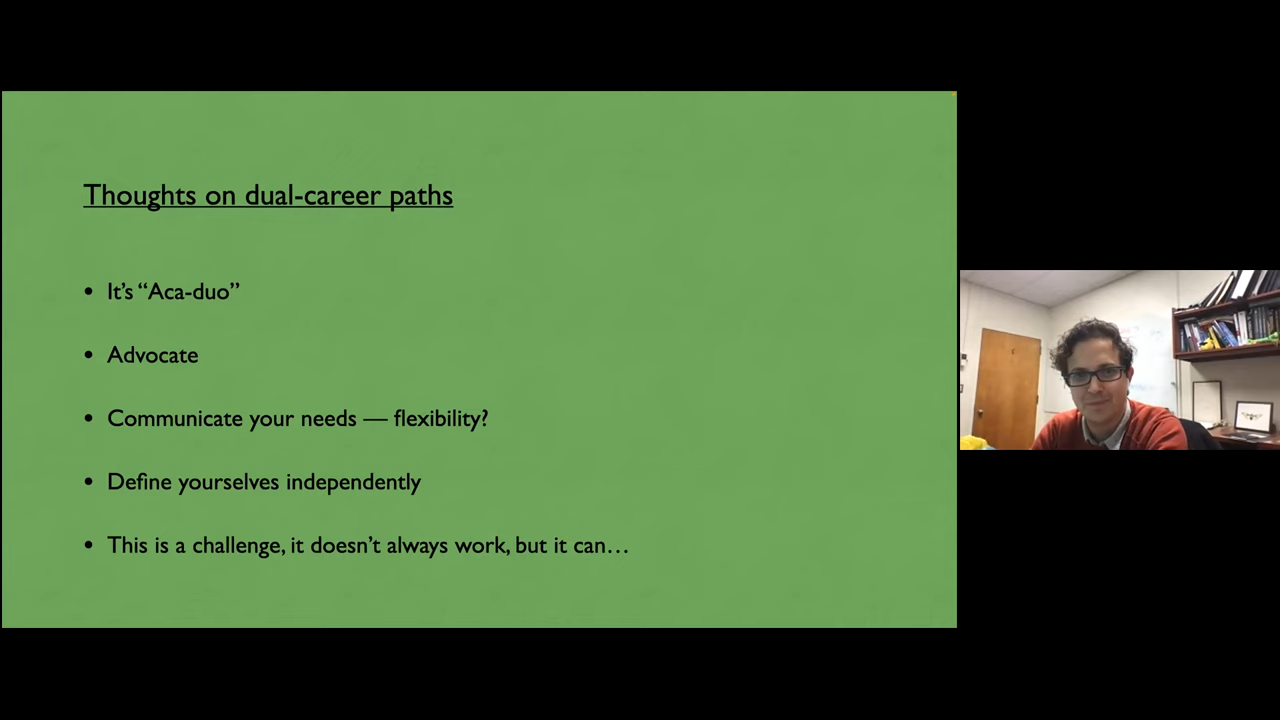 Thoughts on dual-career paths
• It’s “Aca-duo”
• Advocate
• Communicate your needs — flexibility?
• Define yourselves independently
• This is a challenge, it doesn’t always work, but it can…